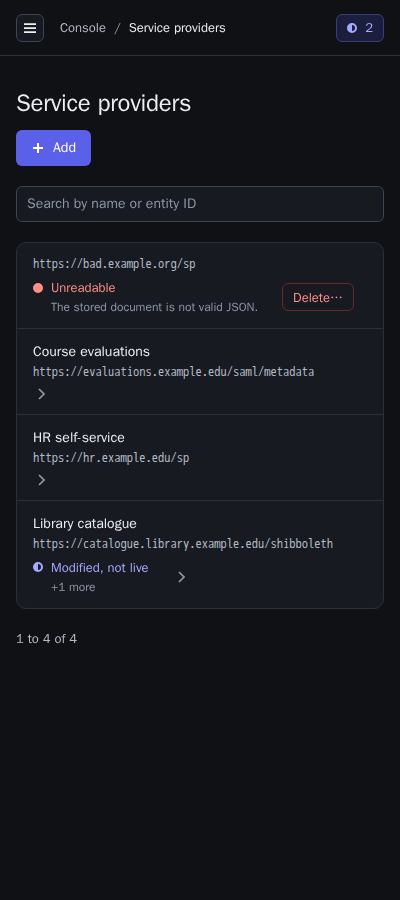 Console / Service providers
2
Service providers
Add
Search by name or entity ID
https://bad.example.org/sp
Unreadable
The stored document is not valid JSON.
Delete···
Course evaluations
https://evaluations.example.edu/saml/metadata
HR self-service
https://hr.example.edu/sp
Library catalogue
https://catalogue.library.example.edu/shibboleth
Modified, not live
+1 more
1 to 4 of 4